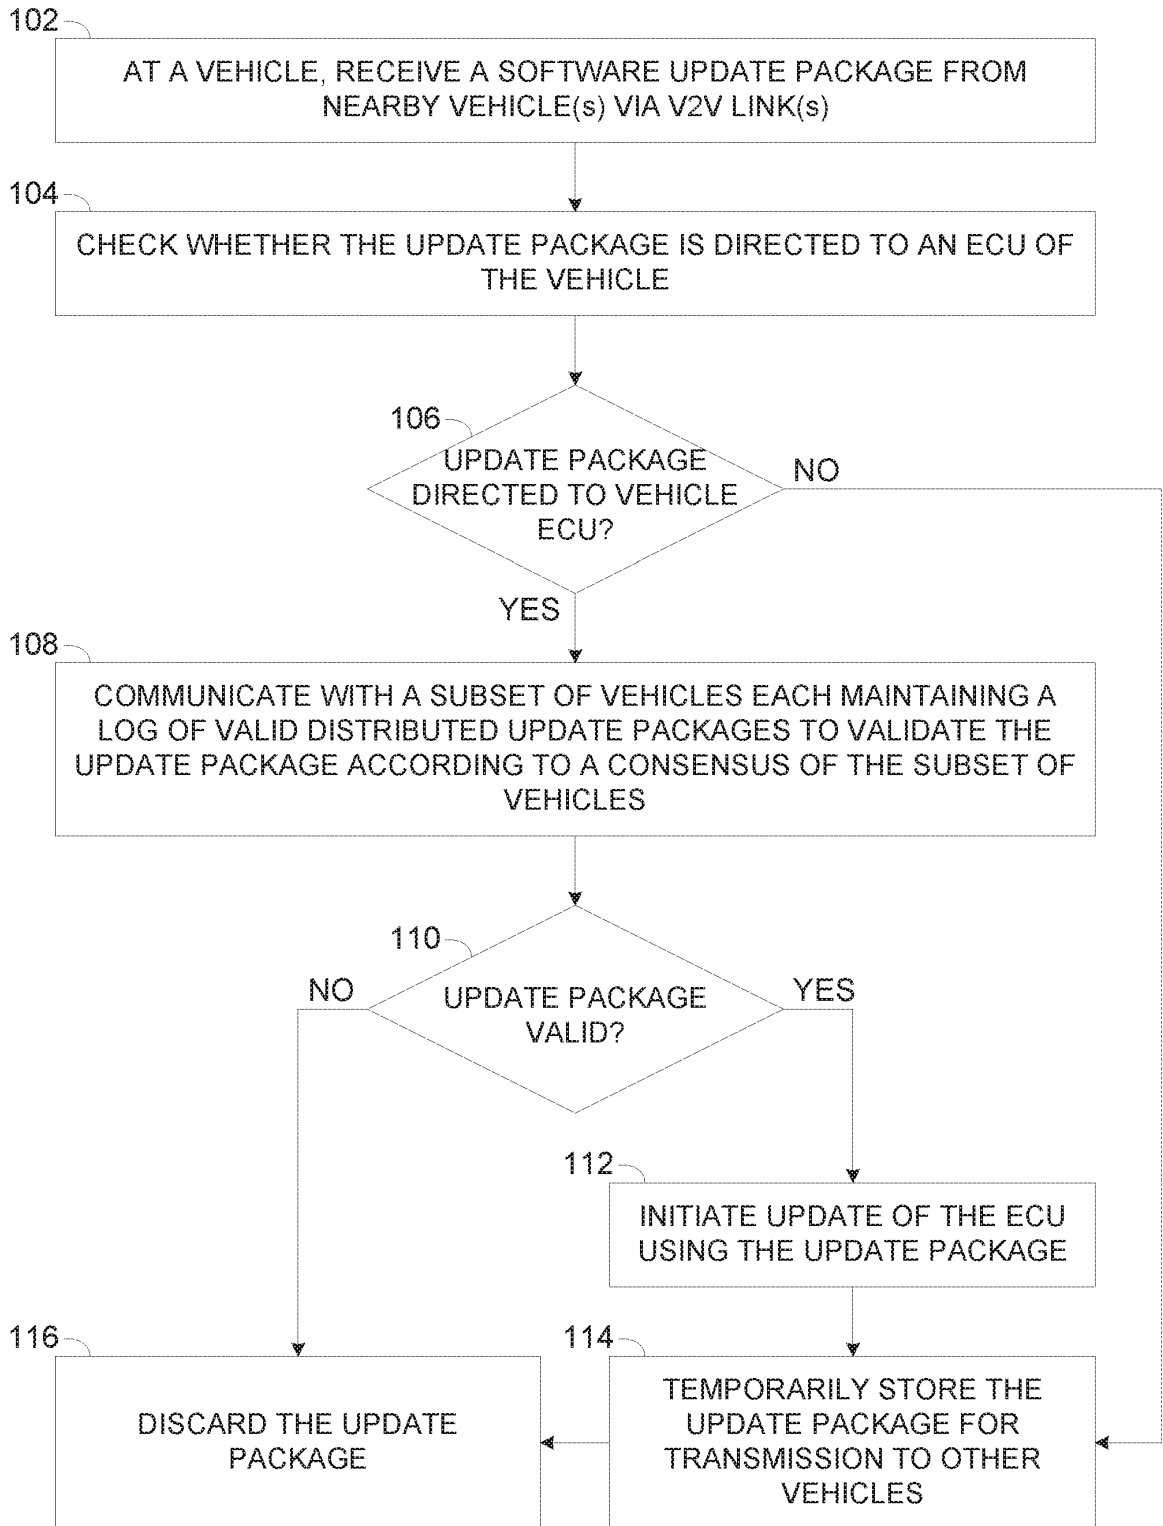 102
AT A VEHICLE, RECEIVE A SOFTWARE UPDATE PACKAGE FROM
NEARBY VEHICLE(s) VIA V2V LINK(s)
104
CHECK WHETHER THE UPDATE PACKAGE IS DIRECTED TO AN ECU OF
THE VEHICLE
106
UPDATE PACKAGE
DIRECTED TO VEHICLE
ECU?
NO
YES
108
COMMUNICATE WITH A SUBSET OF VEHICLES EACH MAINTAINING A
LOG OF VALID DISTRIBUTED UPDATE PACKAGES TO VALIDATE THE
UPDATE PACKAGE ACCORDING TO A CONSENSUS OF THE SUBSET OF
VEHICLES
110
NO
UPDATE PACKAGE
VALID?
YES
112
INITIATE UPDATE OF THE ECU
USING THE UPDATE PACKAGE
116
DISCARD THE UPDATE
PACKAGE
114
TEMPORARILY STORE THE
UPDATE PACKAGE FOR
TRANSMISSION TO OTHER
VEHICLES